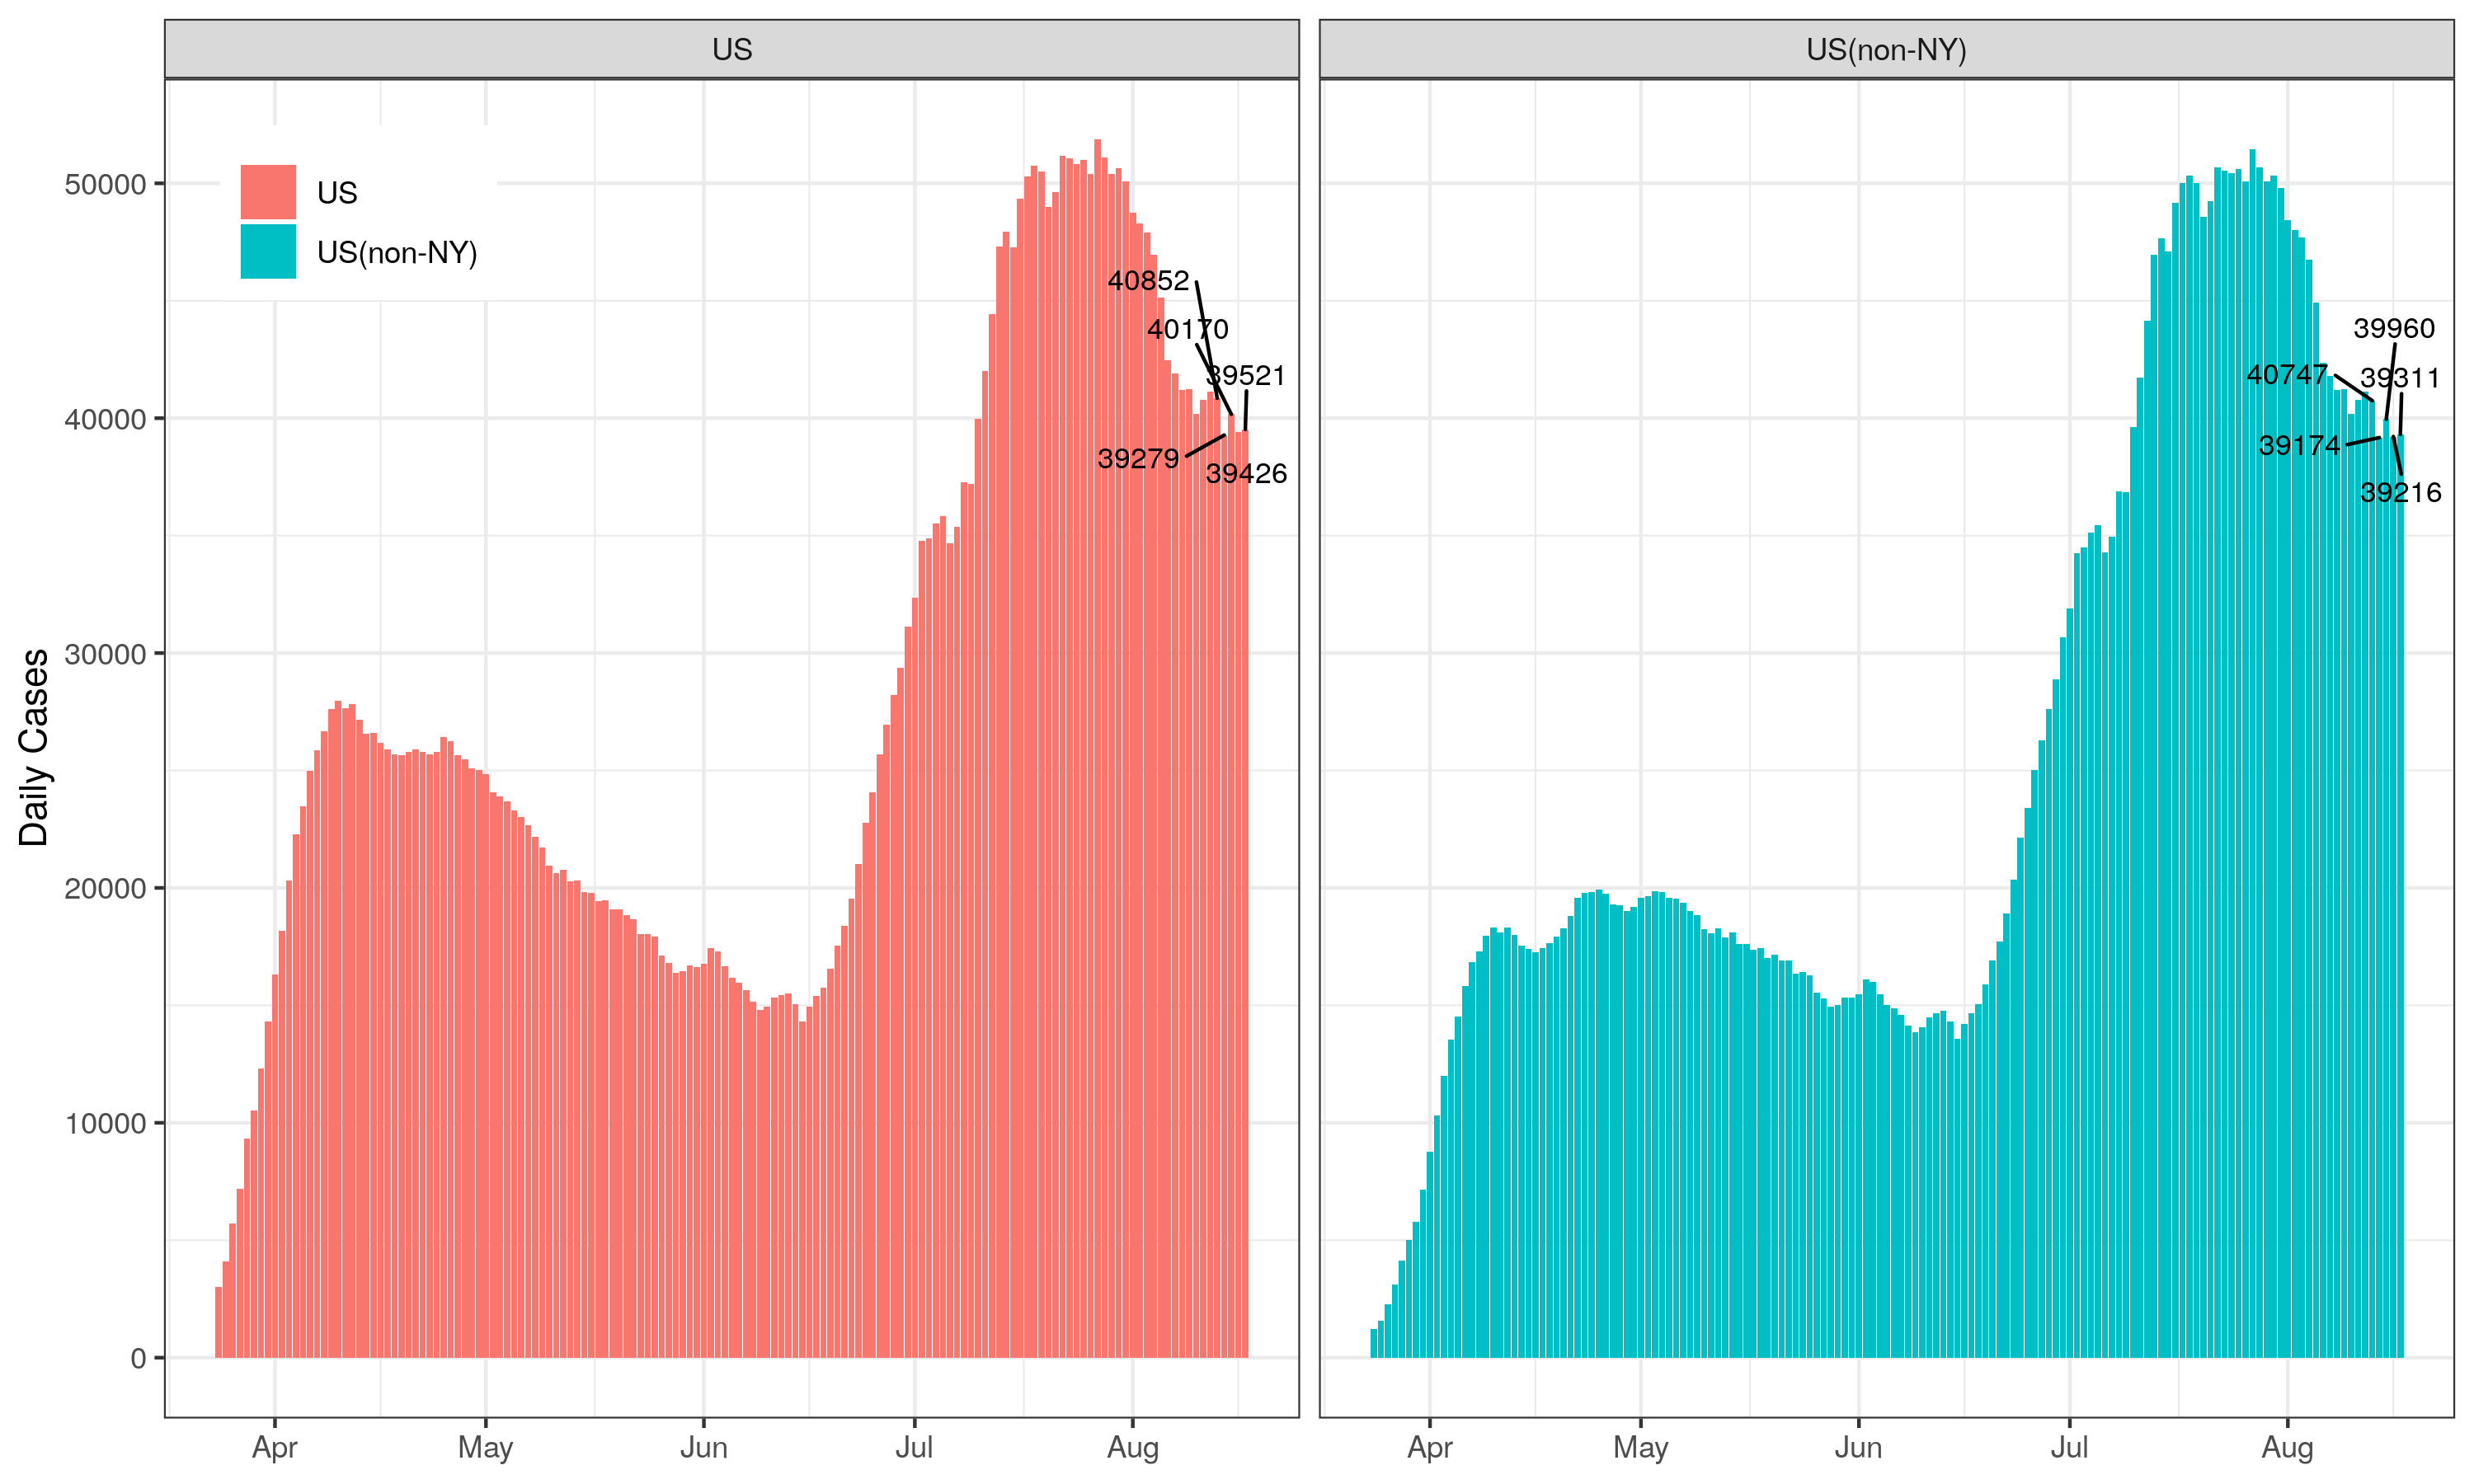 US
US(non-NY)
Daily Cases
50000
40000
30000
20000
10000
0
US
US(non-NY)
40852
40170
39521
39279
39426
39960
40747
39311
39174
39216
Apr
May
Jun
Jul
Aug
Apr
May
Jun
Jul
Aug